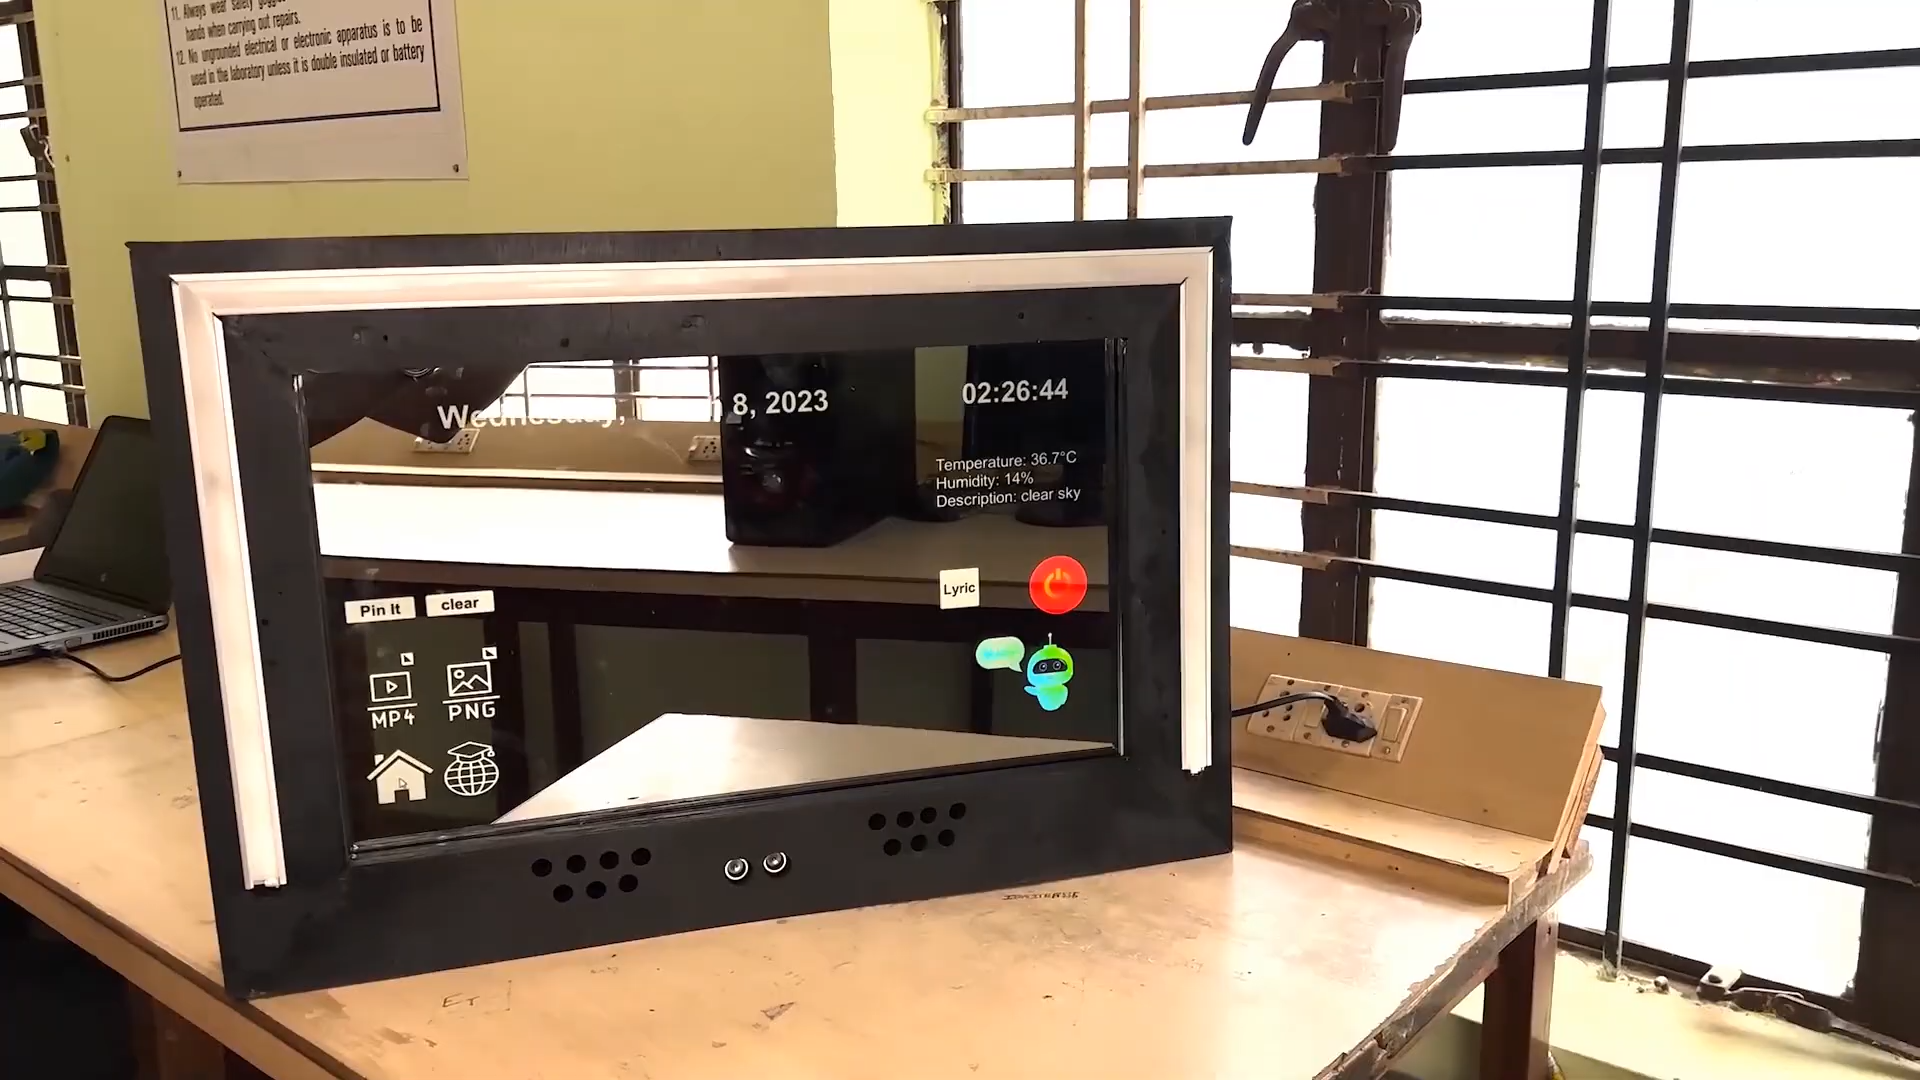 11. Always wear safety
hands when carrying out repairs.
12. No ungrounded electrical or electronic apparatus is to be
used in the laboratory unless it is double insulated or battery
operated.
Wednesday, 8, 2023
02:26:44
Temperature: 36.7°C
Humidity: 14%
Description: clear sky
Lyric
Pin It
clear
MP4
PNG
ET